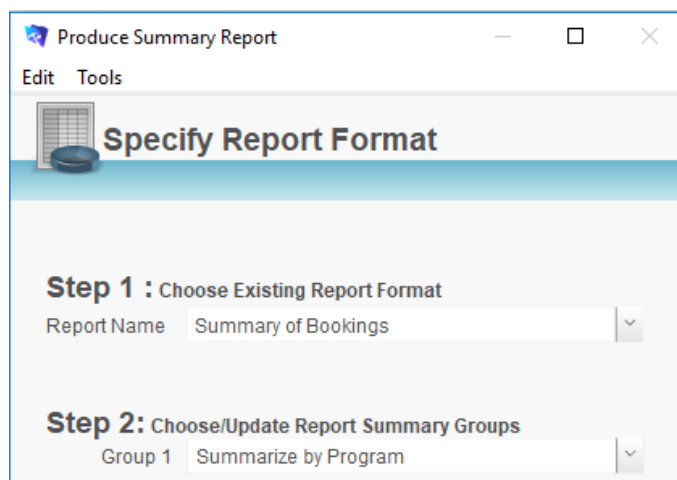 Produce Summary Report
Edit Tools
Specify Report Format
Step 1 : Choose Existing Report Format
Report Name Summary of Bookings
Step 2: Choose/Update Report Summary Groups
Group 1 Summarize by Program